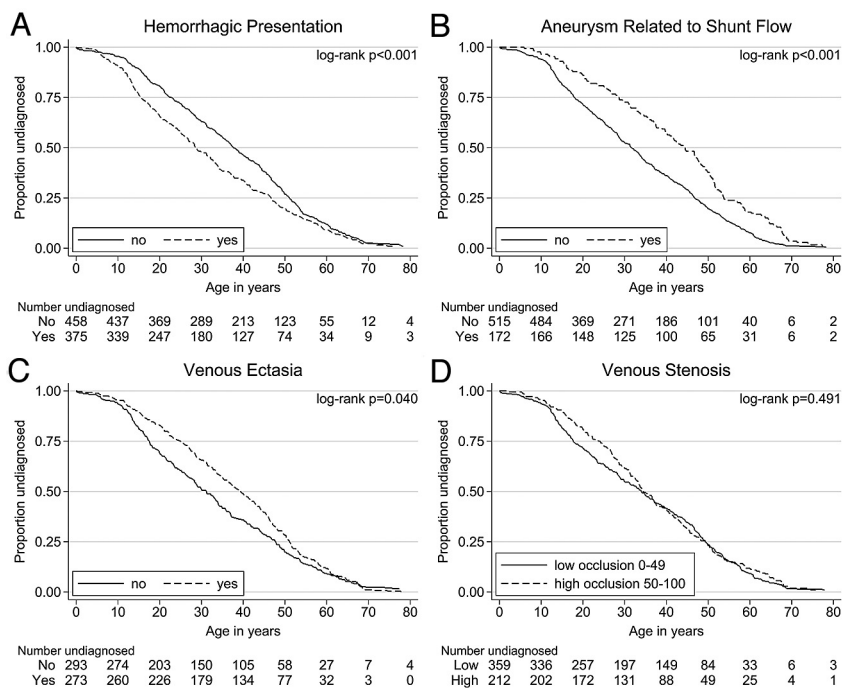 A
Hemorrhagic Presentation
log-rank p<0.001
Proportion undiagnosed
1.00
0.75
0.50
0.25
0.00
no yes
0 10 20 30 40 50 60 70 80
Age in years
Number undiagnosed
No 458 437 369 289 213 123 55 12 4
Yes 375 339 247 180 127 74 34 9 3
B
Aneurysm Related to Shunt Flow
log-rank p<0.001
Proportion undiagnosed
1.00
0.75
0.50
0.25
0.00
no yes
0 10 20 30 40 50 60 70 80
Age in years
Number undiagnosed
No 515 484 369 271 186 101 40 6 2
Yes 172 166 148 125 100 65 31 6 2
C
Venous Ectasia
log-rank p=0.040
Proportion undiagnosed
1.00
0.75
0.50
0.25
0.00
no yes
0 10 20 30 40 50 60 70 80
Age in years
Number undiagnosed
No 293 274 203 150 105 58 27 7 4
Yes 273 260 226 179 134 77 32 3 0
D
Venous Stenosis
log-rank p=0.491
Proportion undiagnosed
1.00
0.75
0.50
0.25
0.00
low occlusion 0-49
high occlusion 50-100
0 10 20 30 40 50 60 70 80
Age in years
Number undiagnosed
Low 359 336 257 197 149 84 33 6 3
High 212 202 172 131 88 49 25 4 1